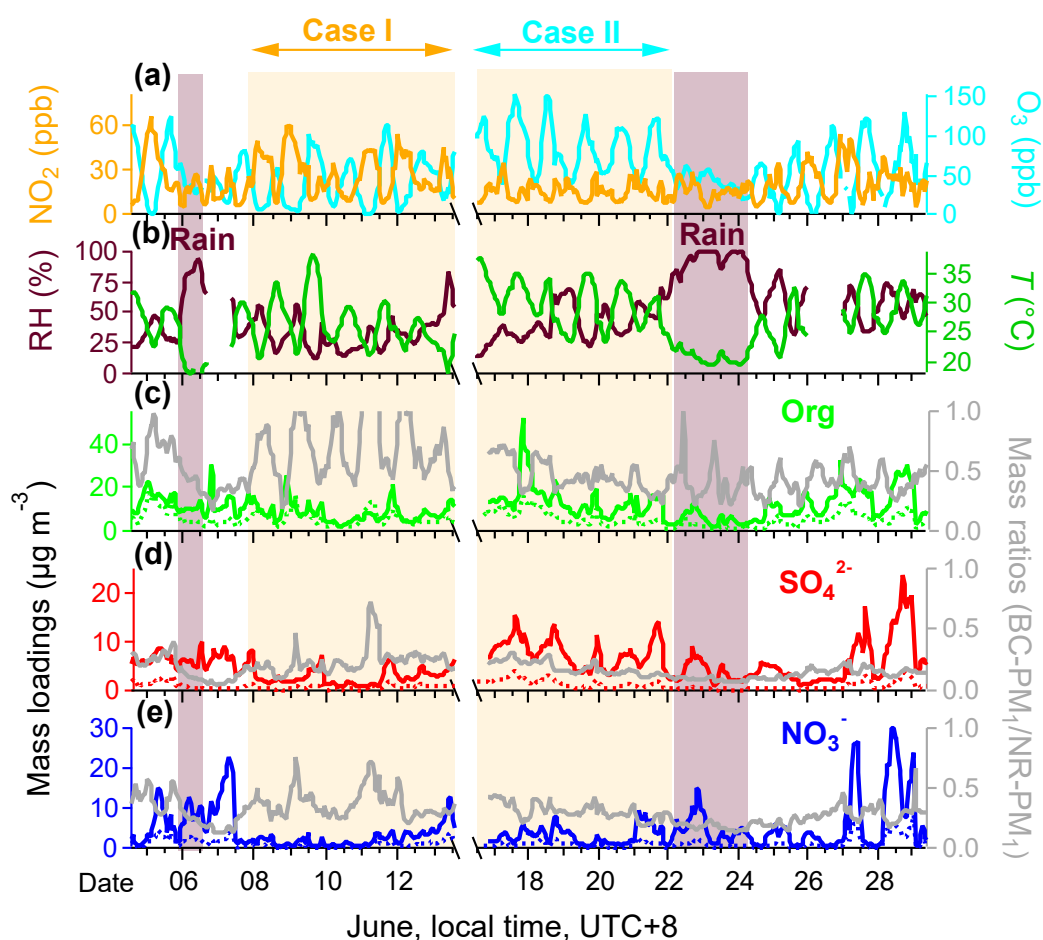 Case I
Case II
(a)
NO₂ (ppb)
60
30
0
150
100
50
0
O₃ (ppb)
(b)
Rain
Rain
RH (%)
100
75
50
25
0
35
30
25
20
T (°C)
(c)
Org
40
20
0
1.0
0.5
0.0
(d)
SO₄²⁻
20
10
0
1.0
0.5
0.0
(e)
NO₃⁻
30
20
10
0
1.0
0.5
0.0
Mass loadings (µg m⁻³)
Mass ratios (BC-PM₁/NR-PM₁)
Date
06
08
10
12
18
20
22
24
26
28
June, local time, UTC+8